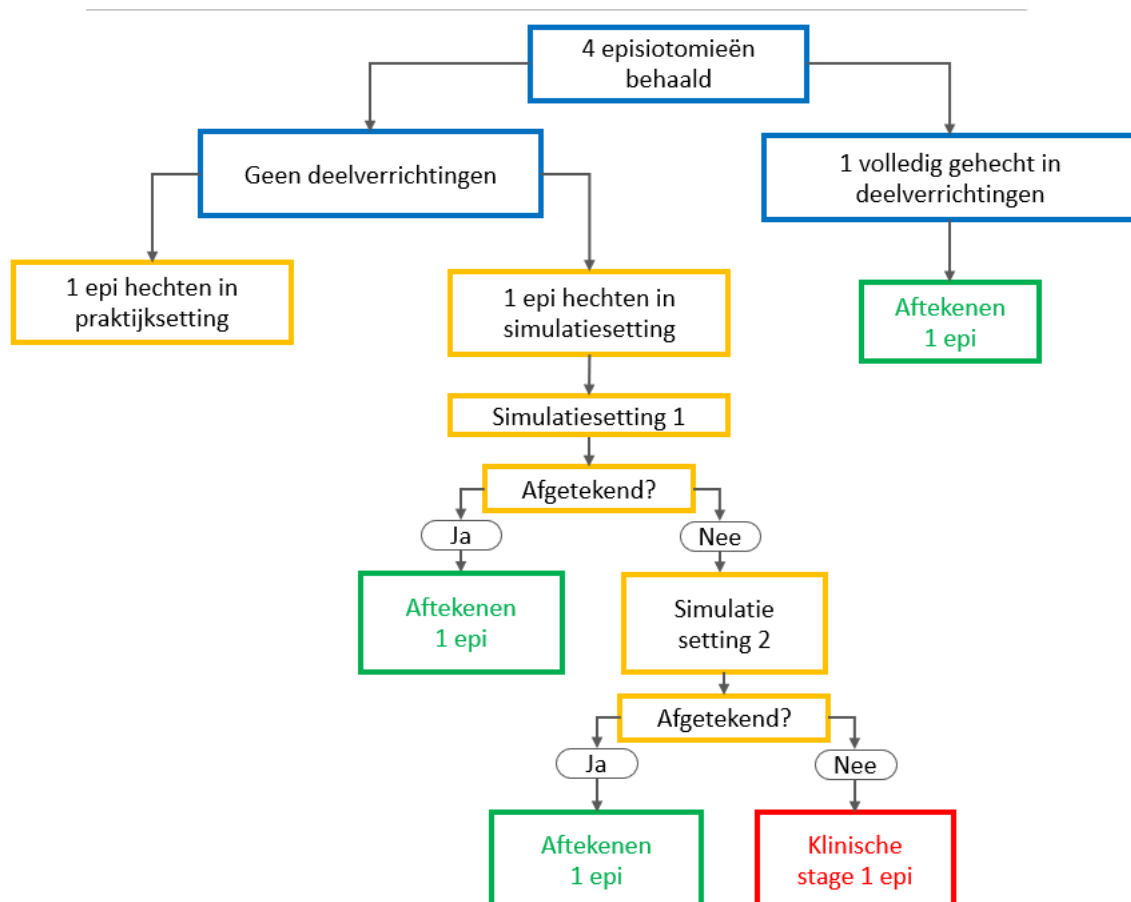 4 episiotomieën
behaald
Geen deelverrichtingen
1 volledig gehecht in
deelverrichtingen
1 epi hechten in
praktijksetting
1 epi hechten in
simulatiesetting
Aftekenen
1 epi
Simulatiesetting 1
Afgetekend?
Ja
Nee
Aftekenen
1 epi
Simulatie
setting 2
Afgetekend?
Ja
Nee
Aftekenen
1 epi
Klinische
stage 1 epi